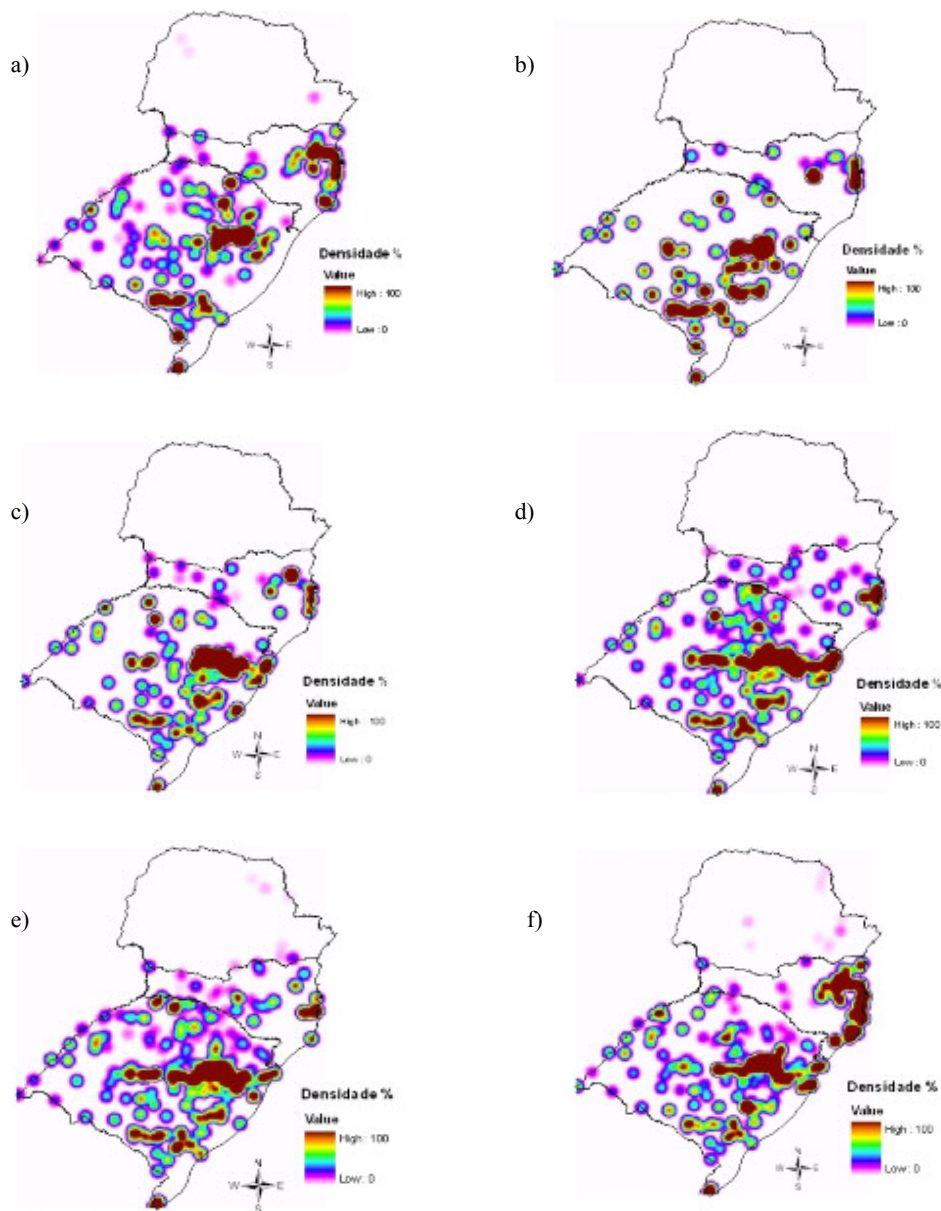 a)
b)
Densidade %
Value
High : 100
Low : 0
N
W E
S
Densidade %
Value
High : 100
Low : 0
N
W E
S
c)
d)
Densidade %
Value
High : 100
Low : 0
N
W E
S
Densidade %
Value
High : 100
Low : 0
N
W E
S
e)
f)
Densidade %
Value
High : 100
Low : 0
N
W E
S
Densidade %
Value
High : 100
Low : 0
N
W E
S